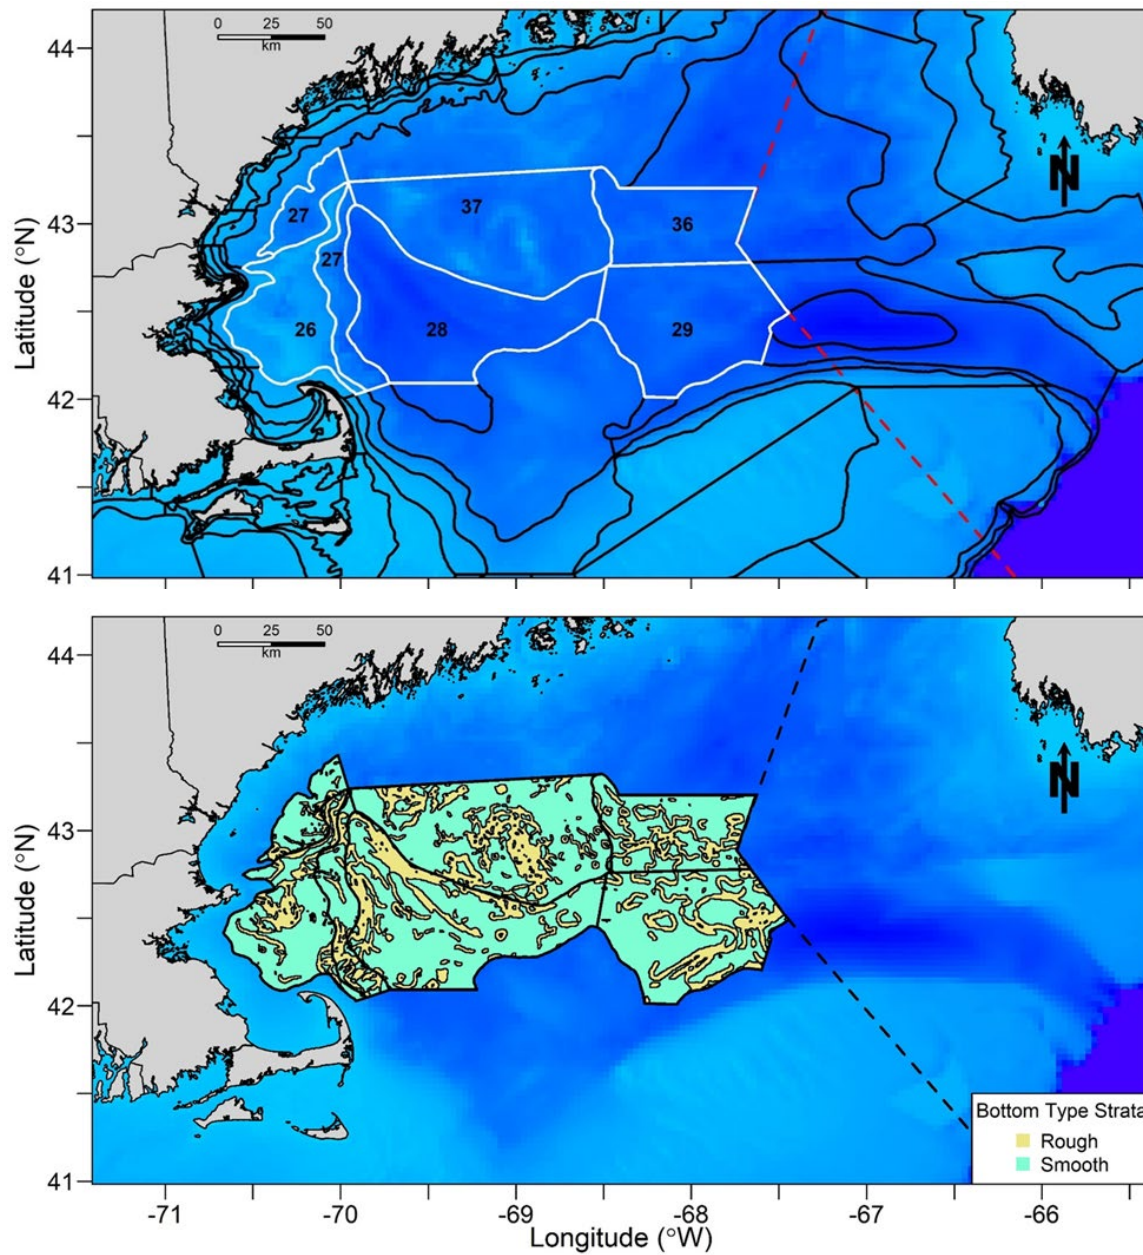 0 25 50
km
44
N
43
37
27
36
27
26
28
29
42
41
Latitude (°N)
0 25 50
km
44
N
43
42
41
Latitude (°N)
Bottom Type Strata
Rough
Smooth
-71 -70 -69 -68 -67 -66
Longitude (°W)